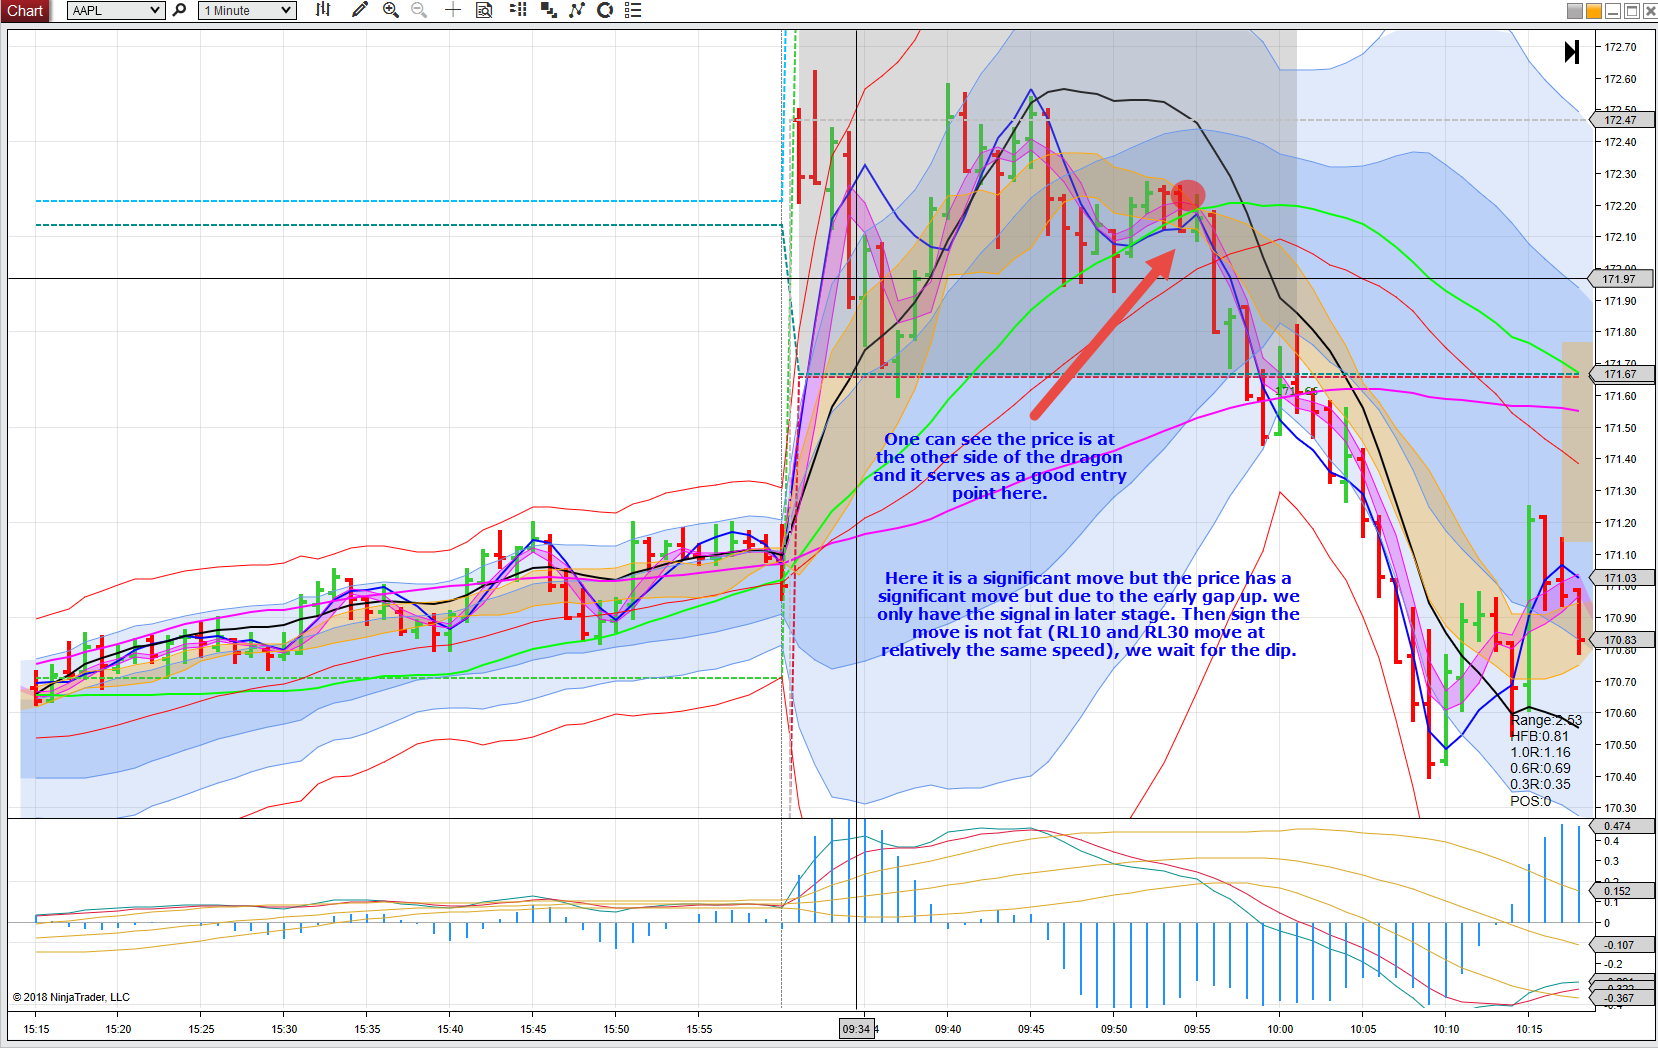 Chart
AAPL
1 Minute
172.70
172.60
172.50
172.47
172.40
172.30
172.20
172.10
172.00
171.97
171.90
171.80
171.70
171.67
171.60
171.50
171.40
171.30
171.20
171.10
171.03
170.90
170.83
170.80
170.70
170.60
170.50
170.40
170.30
One can see the price is at
the other side of the dragon
and it serves as a good entry
point here.
Here it is a significant move but the price has a
significant move but due to the early gap up. we
only have the signal in later stage. Then sign the
move is not fat (RL10 and RL30 move at
relatively the same speed), we wait for the dip.
Range:2.53
HFB:0.81
1.0R:1.16
0.6R:0.69
0.3R:0.35
POS:0
0.474
0.4
0.3
0.152
0.1
0
-0.107
-0.2
-0.367
© 2018 NinjaTrader, LLC
15:15 15:20 15:25 15:30 15:35 15:40 15:45 15:50 15:55 09:34 09:40 09:45 09:50 09:55 10:00 10:05 10:10 10:15